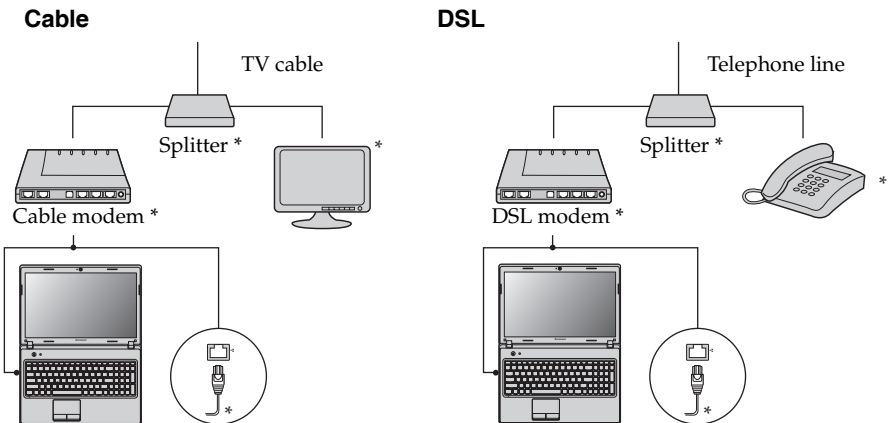 Cable
TV cable
Splitter *
*
Cable modem *
*
DSL
Telephone line
Splitter *
*
DSL modem *
*